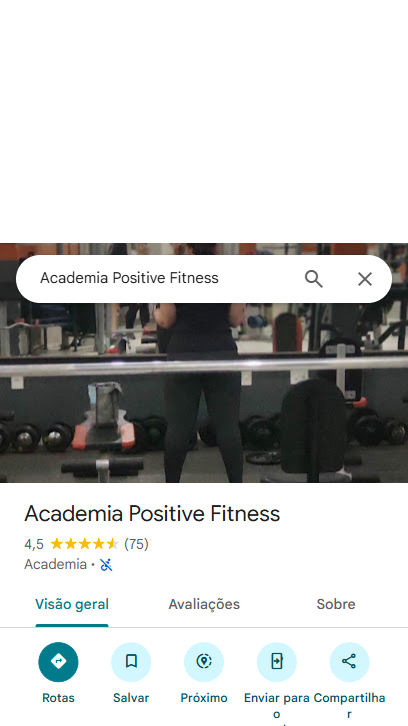 Academia Positive Fitness
Academia Positive Fitness
4,5 (75)
Academia ·
Visão geral Avaliações Sobre
Rotas Salvar Próximo Enviar para o Compartilhar